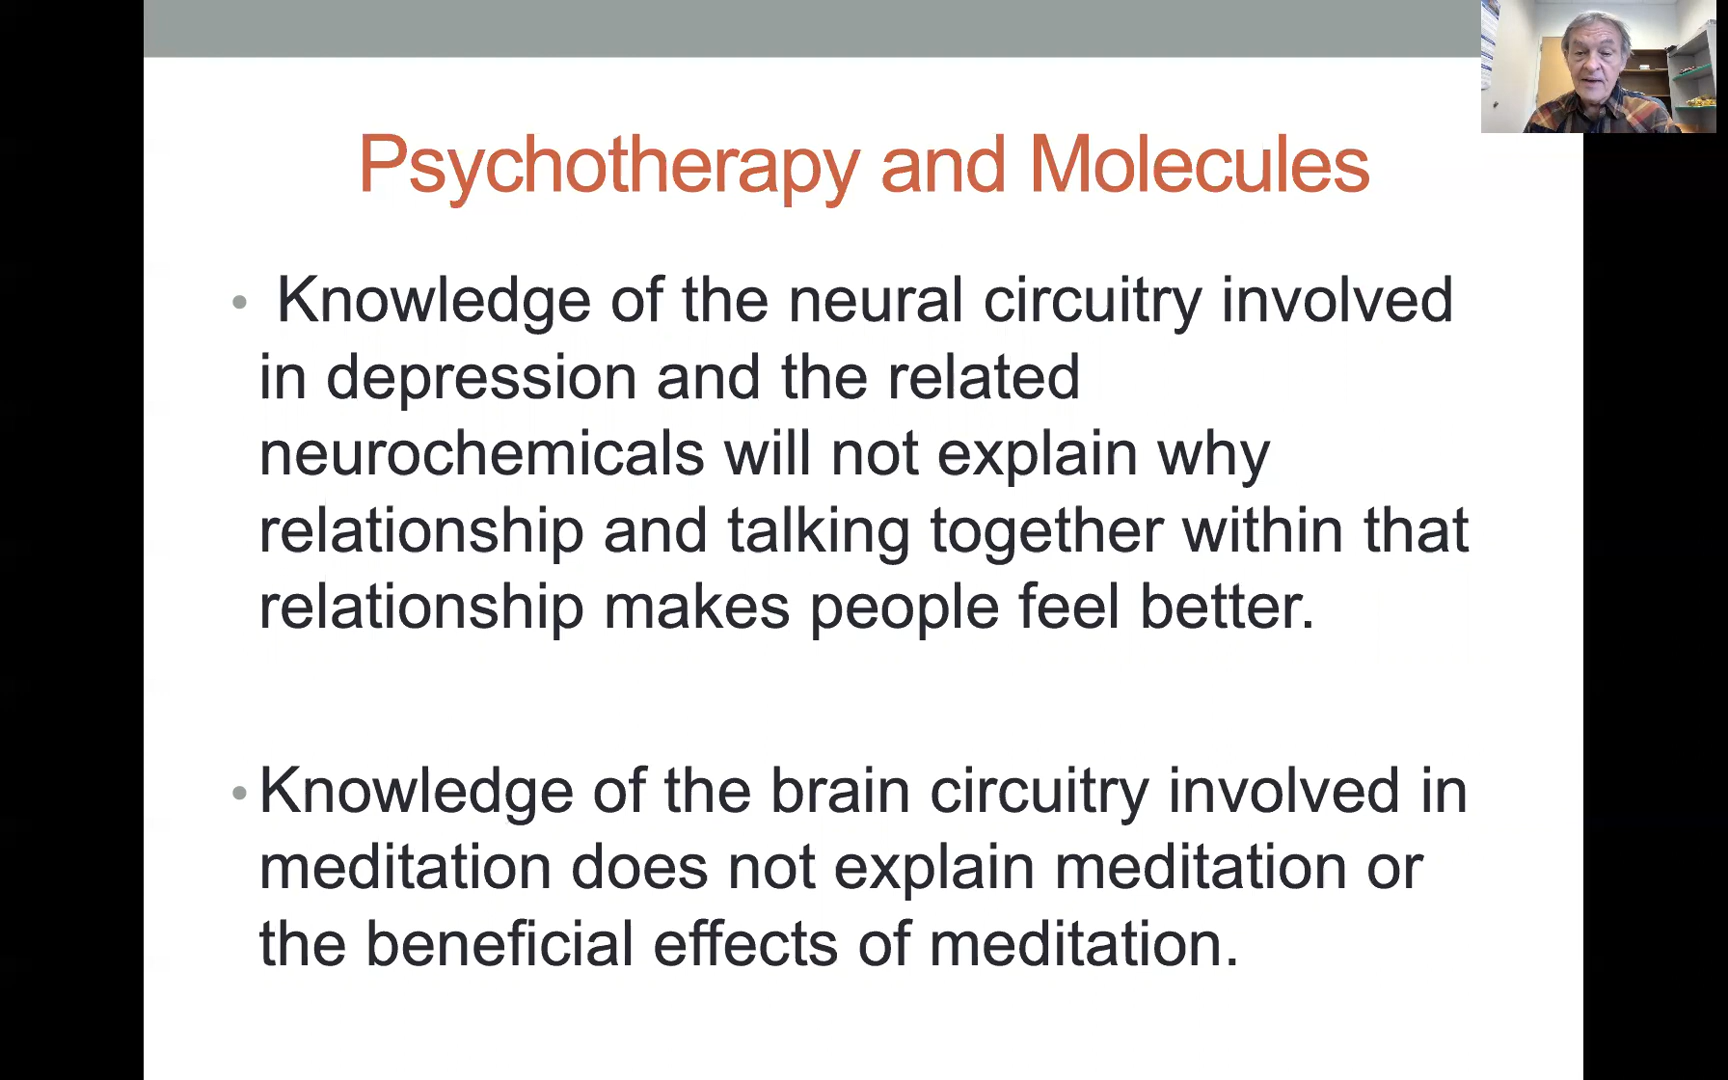 Psychotherapy and Molecules
• Knowledge of the neural circuitry involved
in depression and the related
neurochemicals will not explain why
relationship and talking together within that
relationship makes people feel better.
• Knowledge of the brain circuitry involved in
meditation does not explain meditation or
the beneficial effects of meditation.